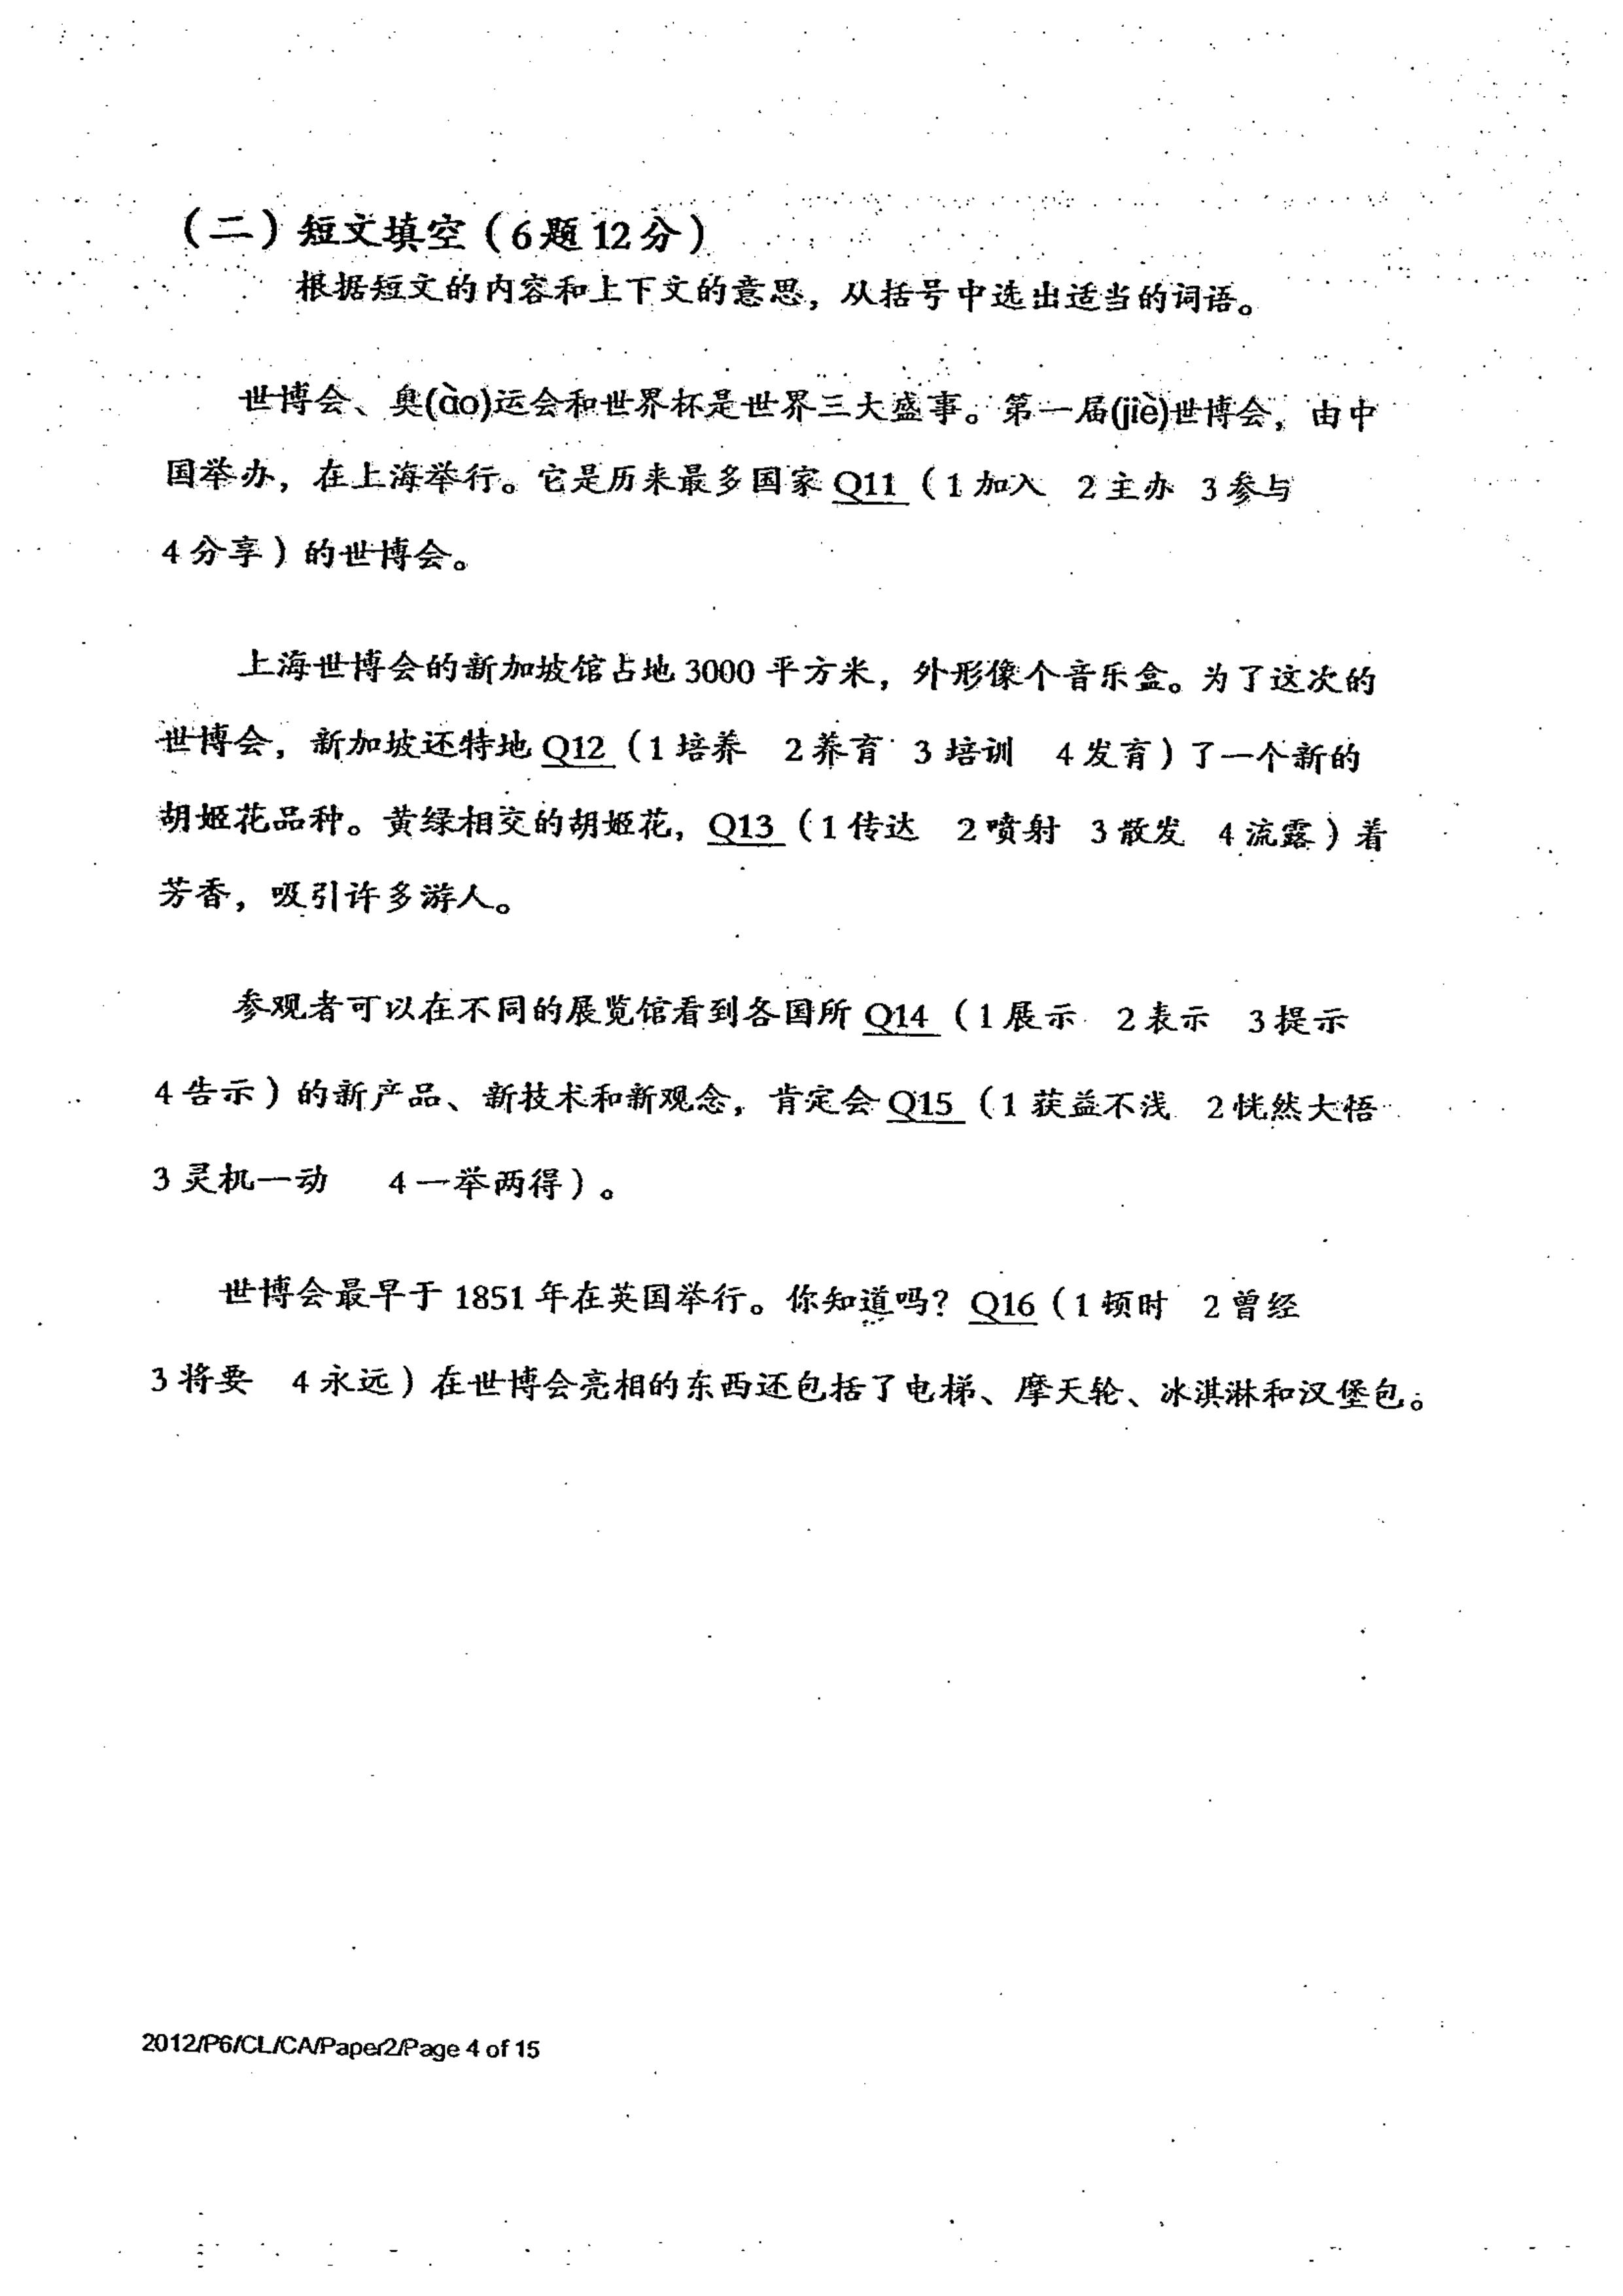 （二）短文填空（6题12分）
根据短文的内容和上下文的意思，从括号中选出适当的词语。
世博会、奥(ào)运会和世界杯是世界三大盛事。第一届(jiè)世博会，由中
国举办，在上海举行。它是历来最多国家 Q11（1 加入 2 主办 3 参与
4 分享）的世博会。
上海世博会的新加坡馆占地 3000 平方米，外形像个音乐盒。为了这次的
世博会，新加坡还特地 Q12（1 培养 2 养育 3 培训 4 发育）了一个新的
胡姬花品种。黄绿相交的胡姬花，Q13（1 传达 2 喷射 3 散发 4 流露）着
芳香，吸引许多游人。
参观者可以在不同的展览馆看到各国所 Q14（1 展示 2 表示 3 提示
4 告示）的新产品、新技术和新观念，肯定会 Q15（1 获益不浅 2 恍然大悟
3 灵机一动 4 一举两得）。
世博会最早于 1851 年在英国举行。你知道吗？Q16（1 顿时 2 曾经
3 将要 4 永远）在世博会亮相的东西还包括了电梯、摩天轮、冰淇淋和汉堡包。
2012/P6/CL/CA/Paper2/Page 4 of 15